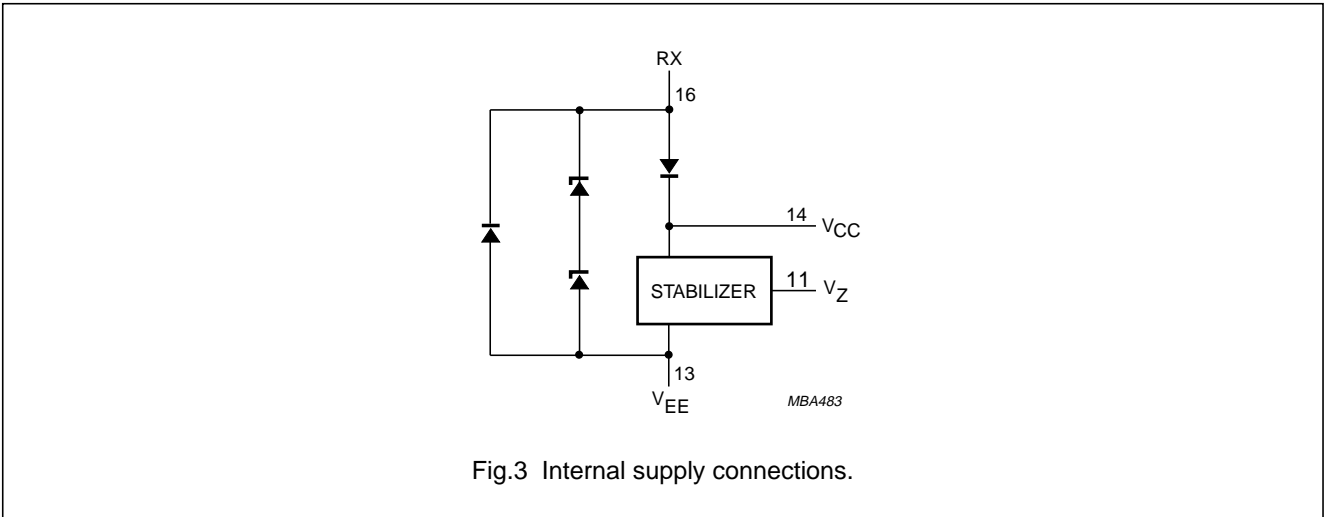 RX
16
14 VCC
STABILIZER
11 VZ
13
VEE
MBA483
Fig.3 Internal supply connections.